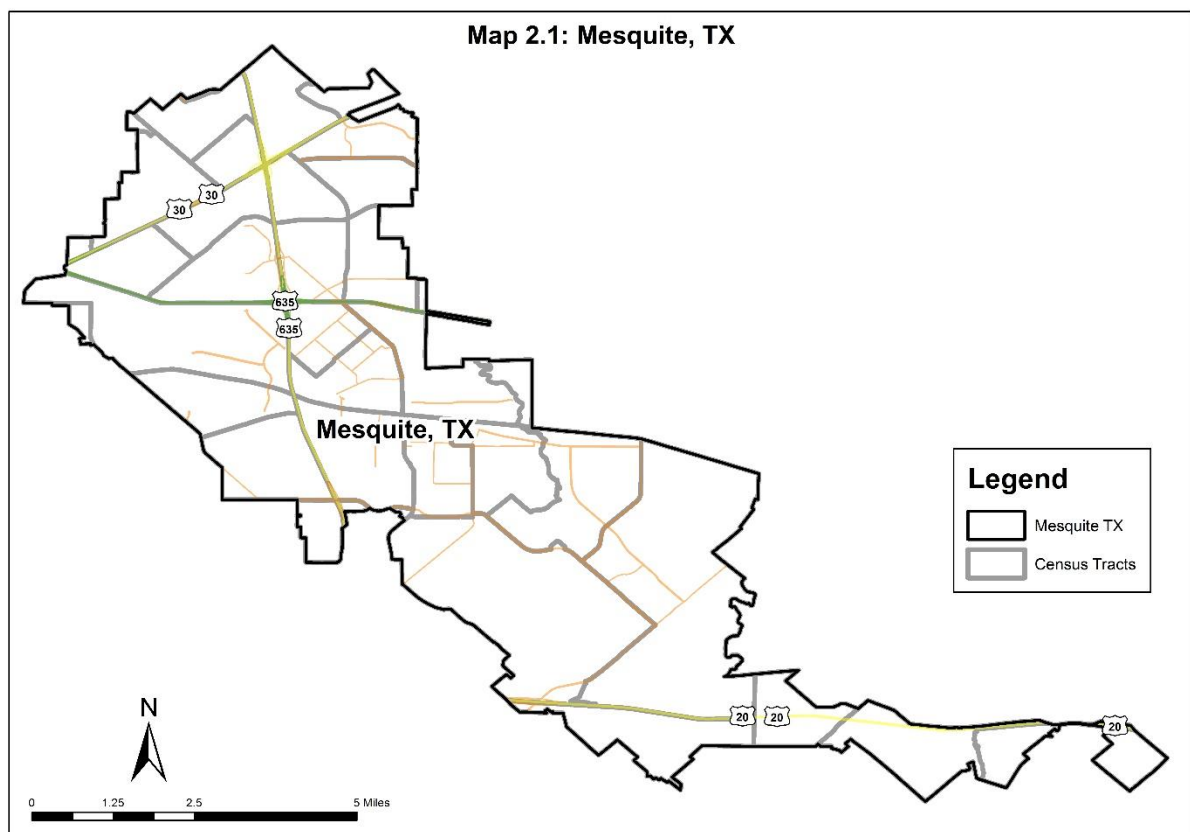 Map 2.1: Mesquite, TX
30
30
635
635
Mesquite, TX
Legend
Mesquite TX
Census Tracts
20
20
20
N
0 1.25 2.5 5 Miles